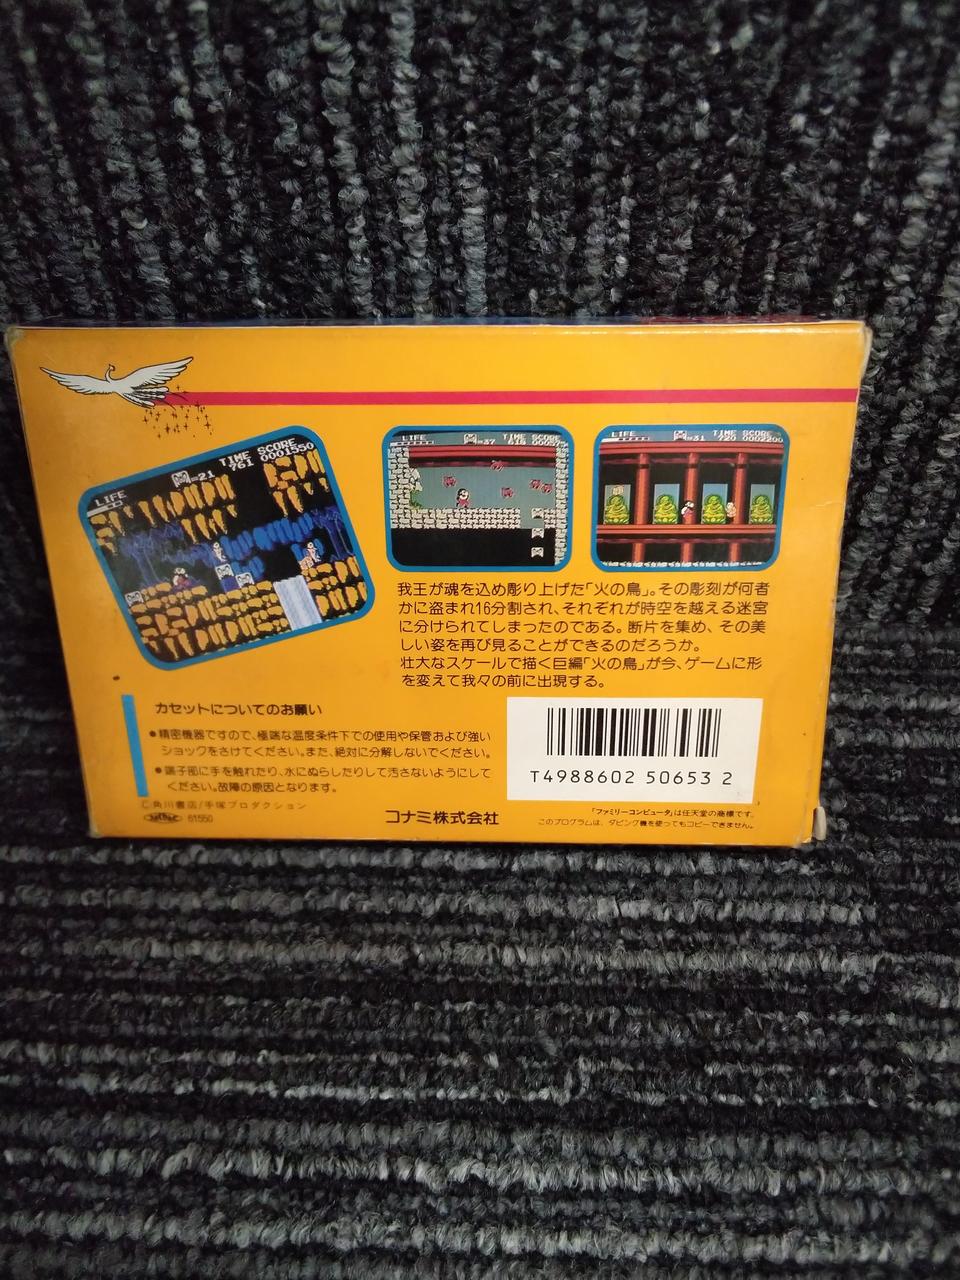 LIFE
=21
TIME SCORE
761 0001550
LIFE
=37
TIME SCORE
LIFE
=31
TIME SCORE
0002200
我王が魂を込め彫り上げた「火の鳥」。その彫刻が何者
かに盗まれ16分割され、それぞれが時空を越える迷宮
に分けられてしまったのである。断片を集め、その美
しい姿を再び見ることができるのだろうか。
壮大なスケールで描く巨編「火の鳥」が今、ゲームに形
を変えて我々の前に出現する。
カセットについてのお願い
●精密機器ですので、極端な温度条件下での使用や保管および強い
ショックをさけてください。また、絶対に分解しないでください。
●端子部に手を触れたり、水にぬらしたりして汚さないようにして
ください。故障の原因となります。
©角川書店/手塚プロダクション
61550
コナミ株式会社
T4988602 50653 2
「ファミリーコンピュータ」は任天堂の商標です。
このプログラムは、ダビング機を使ってもコピーできません。